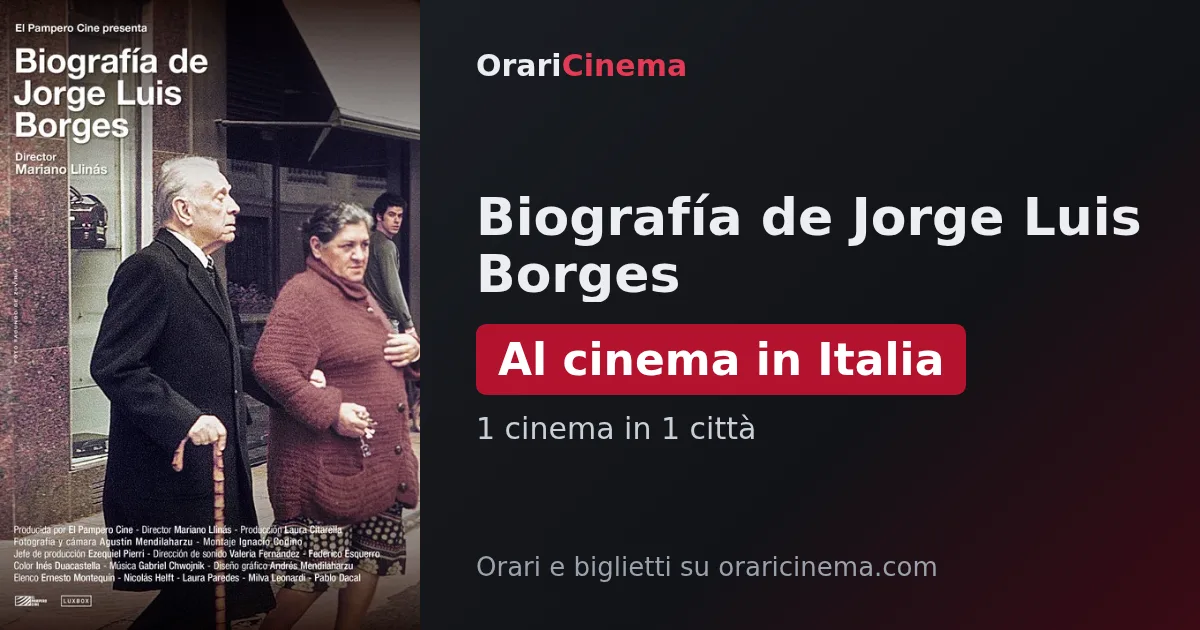 El Pampero Cine presenta
Biografía de
Jorge Luis
Borges
Director
Mariano Llinás
Producida por El Pampero Cine - Director Mariano Llinás - Producción Laura Citarella
Fotografía y cámara Agustín Mendilaharzu - Montaje Ignacio Codino
Jefe de producción Ezequiel Pierri - Dirección de sonido Valeria Fernández - Federico Esquerro
Color Inés Duacastella - Música Gabriel Chwojnik - Diseño gráfico Andrés Mendilaharzu
Elenco Ernesto Montequin - Nicolás Helft - Laura Paredes - Milva Leonardi - Pablo Dacal
LUXBOX
OrariCinema
Biografía de Jorge Luis
Borges
Al cinema in Italia
1 cinema in 1 città
Orari e biglietti su oraricinema.com